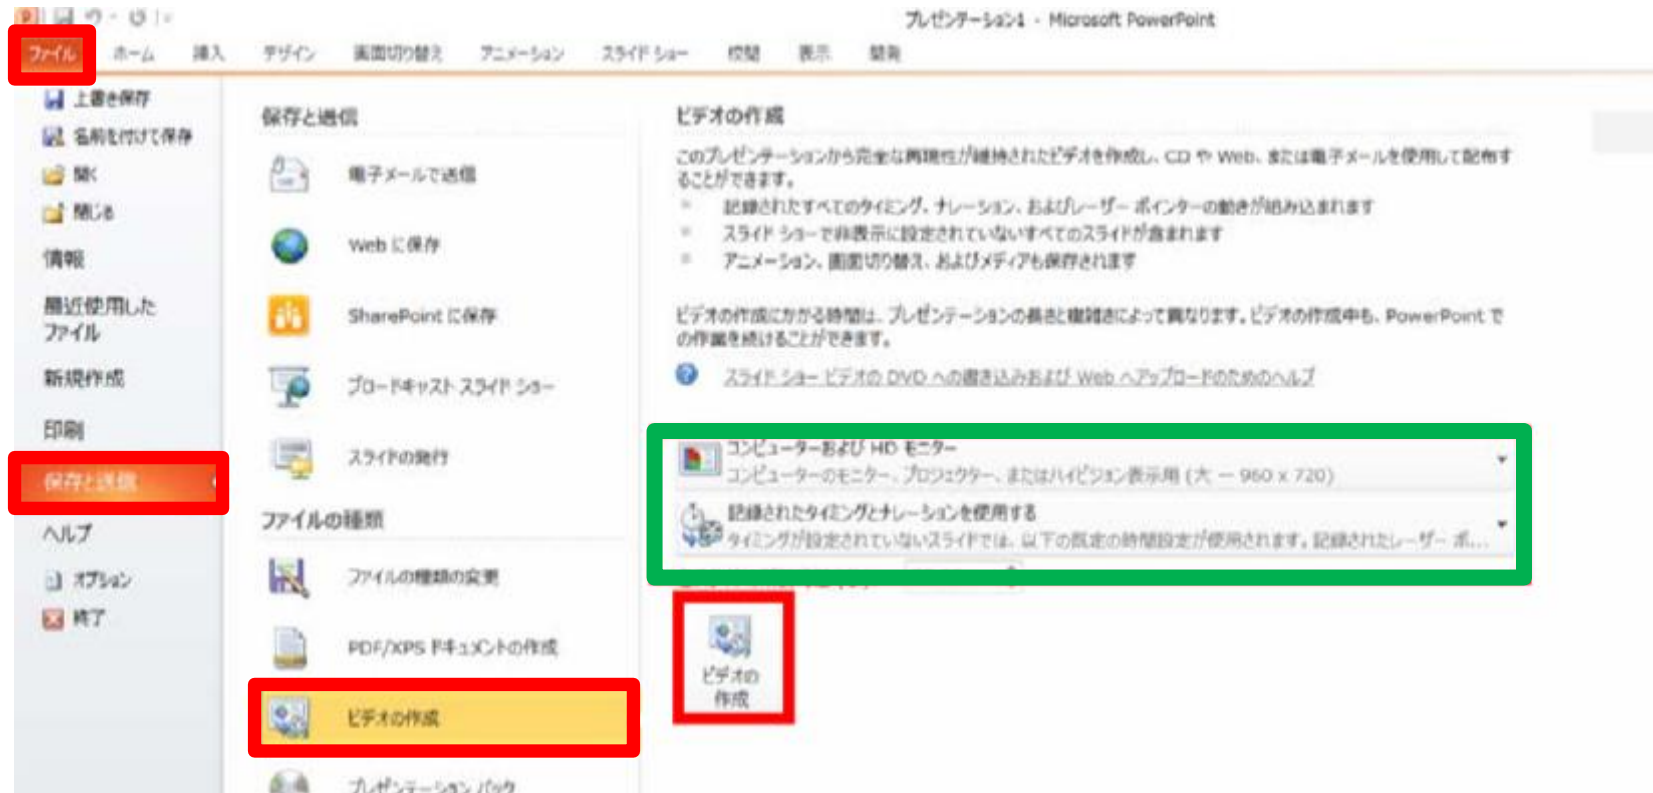 プレゼンテーション1 - Microsoft PowerPoint
ファイル ホーム 挿入 デザイン 画面切り替え アニメーション スライド ショー 校閲 表示 開発
上書き保存
名前を付けて保存
開く
閉じる
情報
最近使用した
ファイル
新規作成
印刷
保存と送信
ヘルプ
オプション
終了
保存と送信
電子メールで送信
Web に保存
SharePoint に保存
ブロードキャスト スライド ショー
スライドの発行
ファイルの種類
ファイルの種類の変更
PDF/XPS ドキュメントの作成
ビデオの作成
プレゼンテーション パック
ビデオの作成
このプレゼンテーションから完全な再現性が維持されたビデオを作成し、CD や Web、または電子メールを使用して配布す
ることができます。
記録されたすべてのタイミング、ナレーション、およびレーザー ポインターの動きが組み込まれます
スライド ショーで非表示に設定されていないすべてのスライドが含まれます
アニメーション、画面切り替え、およびメディアも保存されます
ビデオの作成にかかる時間は、プレゼンテーションの長さと複雑さによって異なります。ビデオの作成中も、PowerPoint で
の作業を続けることができます。
スライド ショー ビデオの DVD への書き込みおよび Web へアップロードのためのヘルプ
コンピューターおよび HD モニター
コンピューターのモニター、プロジェクター、またはハイビジョン表示用 (大 — 960 x 720)
記録されたタイミングとナレーションを使用する
タイミングが設定されていないスライドでは、以下の既定の時間設定が使用されます。記録されたレーザー ポ...
ビデオの
作成